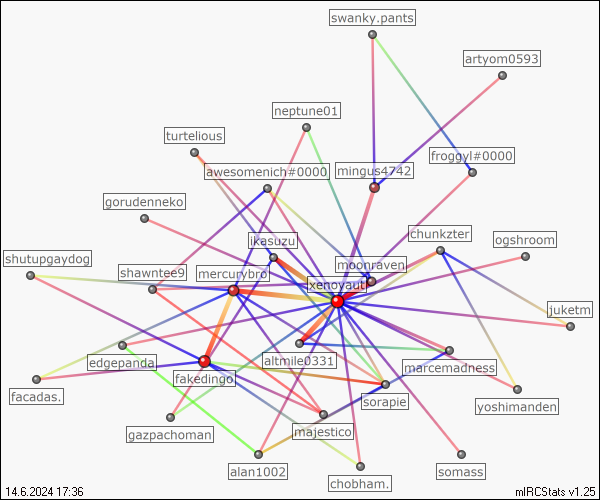 swanky.pants
artyom0593
neptune01
turtelious
froggyl#0000
awesomenich#0000
mingus4742
gorudenneko
chunkzter
ikasuzu
ogshroom
shutupgaydog
moonraven
shawntee9
mercurybro
xenoyaut
juketm
altmile0331
edgepanda
marcemadness
fakedingo
facadas.
sorapie
yoshimanden
gazpachoman
majestico
alan1002
somass
chobham.
14.6.2024 17:36
mIRCStats v1.25